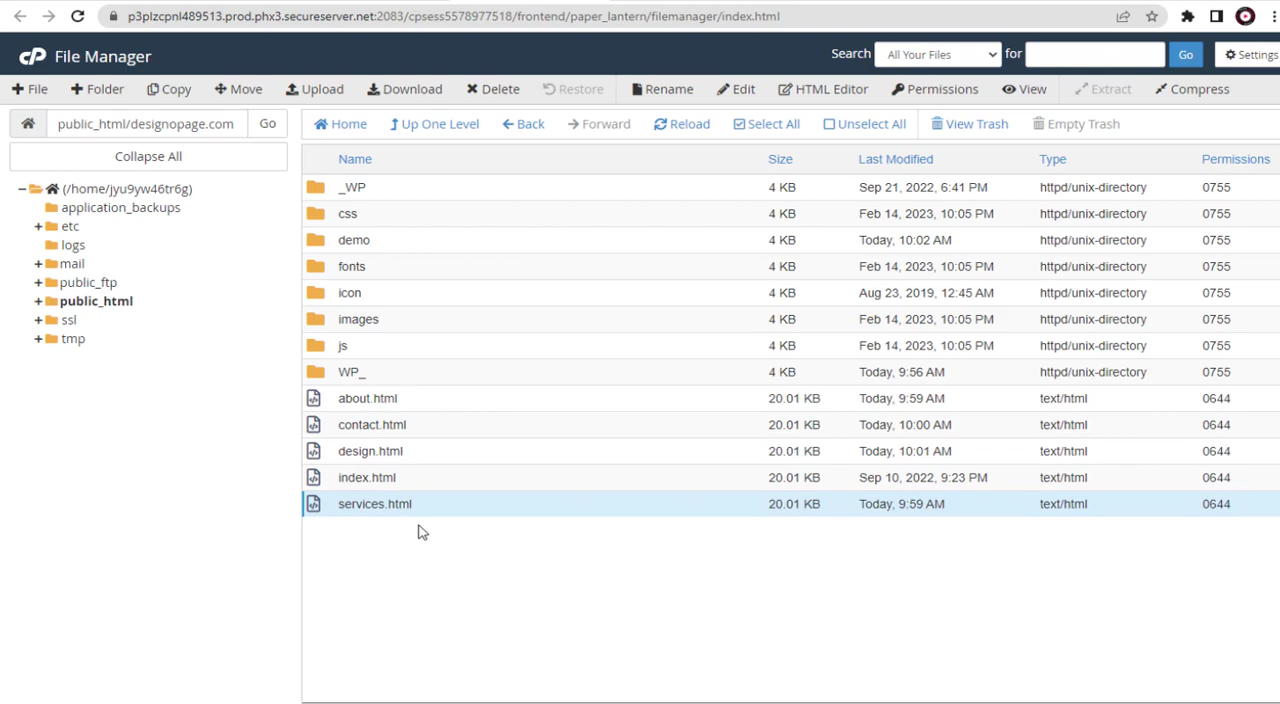 p3plzcpnl489513.prod.phx3.secureserver.net:2083/cpsess5578977518/frontend/paper_lantern/filemanager/index.html
cP File Manager Search All Your Files for Go Settings
File Folder Copy Move Upload Download Delete Restore Rename Edit HTML Editor Permissions View Extract Compress
public_html/designopage.com Go Home Up One Level Back Forward Reload Select All Unselect All View Trash Empty Trash
Collapse All
Name Size Last Modified Type Permissions
(/home/jyu9yw46tr6g)
application_backups
etc
logs
mail
public_ftp
public_html
ssl
tmp
_WP 4 KB Sep 21, 2022, 6:41 PM httpd/unix-directory 0755
css 4 KB Feb 14, 2023, 10:05 PM httpd/unix-directory 0755
demo 4 KB Today, 10:02 AM httpd/unix-directory 0755
fonts 4 KB Feb 14, 2023, 10:05 PM httpd/unix-directory 0755
icon 4 KB Aug 23, 2019, 12:45 AM httpd/unix-directory 0755
images 4 KB Feb 14, 2023, 10:05 PM httpd/unix-directory 0755
js 4 KB Feb 14, 2023, 10:05 PM httpd/unix-directory 0755
WP_ 4 KB Today, 9:56 AM httpd/unix-directory 0755
about.html 20.01 KB Today, 9:59 AM text/html 0644
contact.html 20.01 KB Today, 10:00 AM text/html 0644
design.html 20.01 KB Today, 10:01 AM text/html 0644
index.html 20.01 KB Sep 10, 2022, 9:23 PM text/html 0644
services.html 20.01 KB Today, 9:59 AM text/html 0644